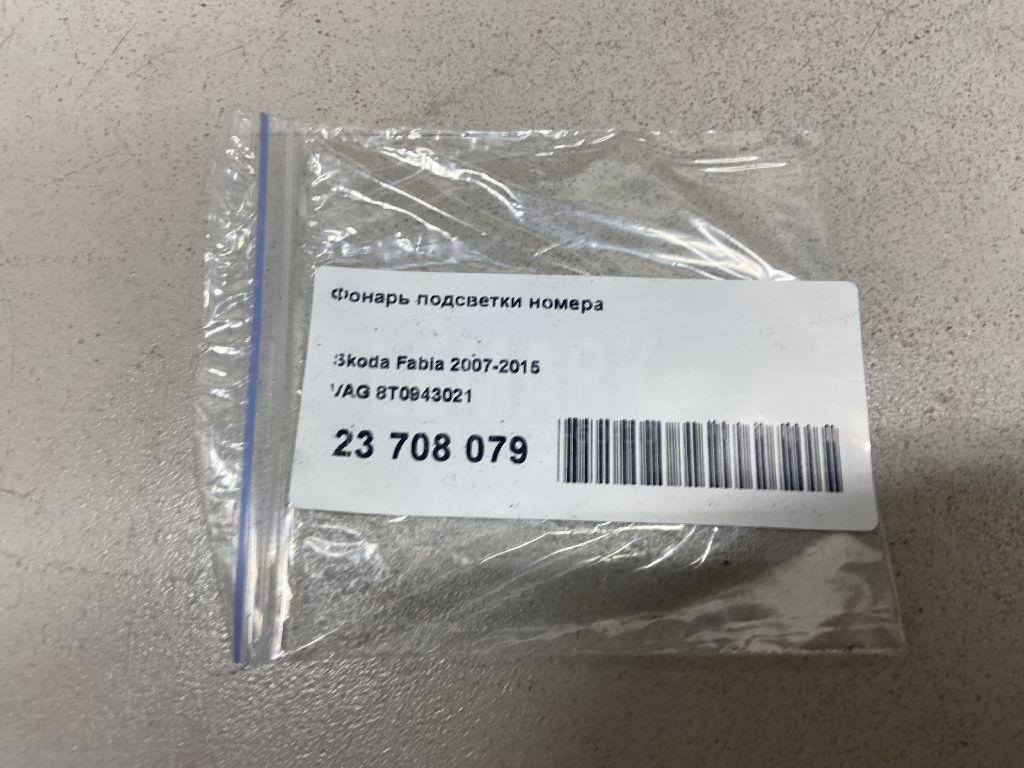 Фонарь подсветки номера
Skoda Fabia 2007-2015
VAG 8T0943021
23 708 079